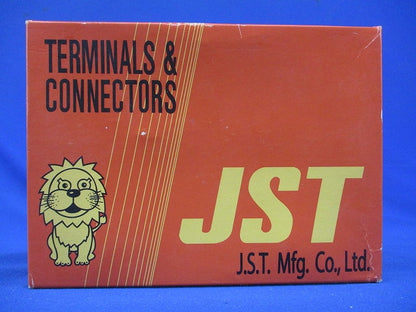 TERMINALS &
CONNECTORS
JST
J.S.T. Mfg. Co., Ltd.